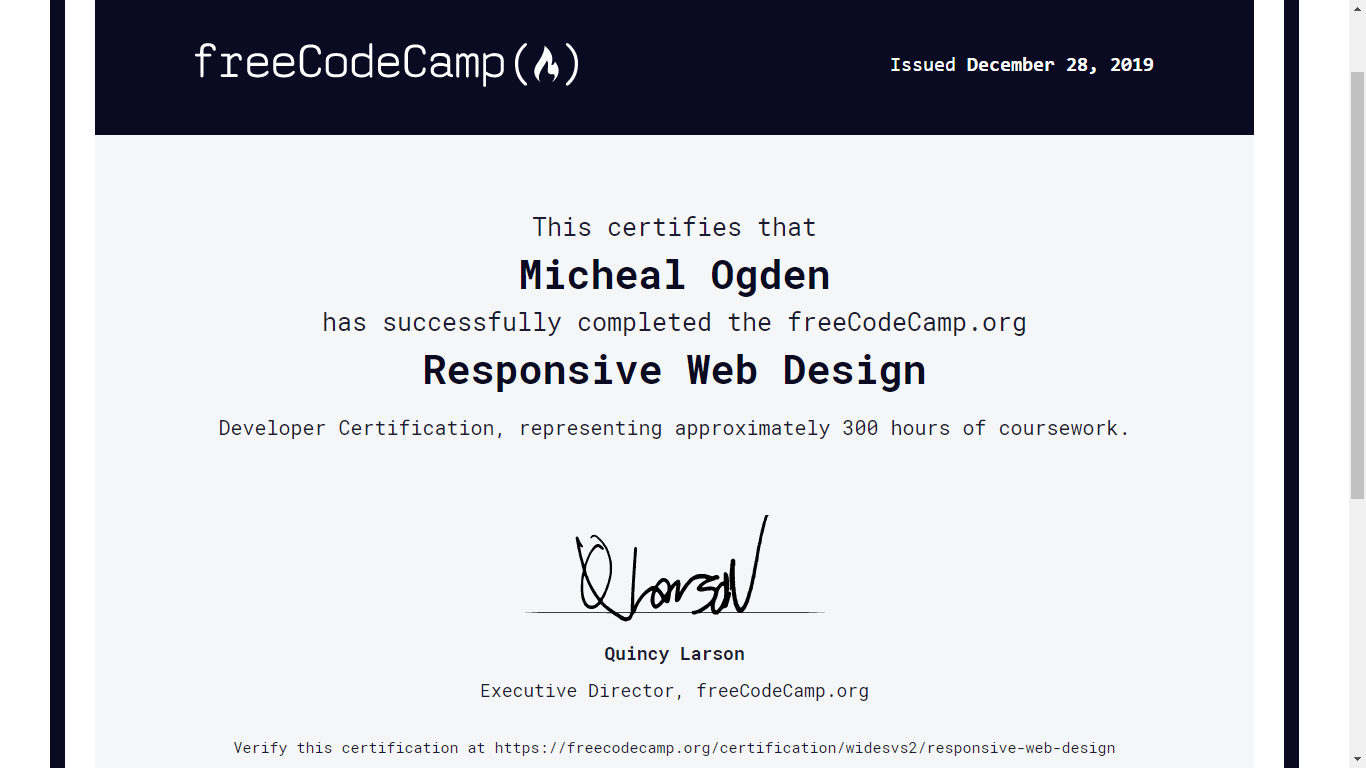 freeCodeCamp
Issued December 28, 2019
This certifies that
Micheal Ogden
has successfully completed the freeCodeCamp.org
Responsive Web Design
Developer Certification, representing approximately 300 hours of coursework.
Q Larson
Quincy Larson
Executive Director, freeCodeCamp.org
Verify this certification at https://freecodecamp.org/certification/widesvs2/responsive-web-design